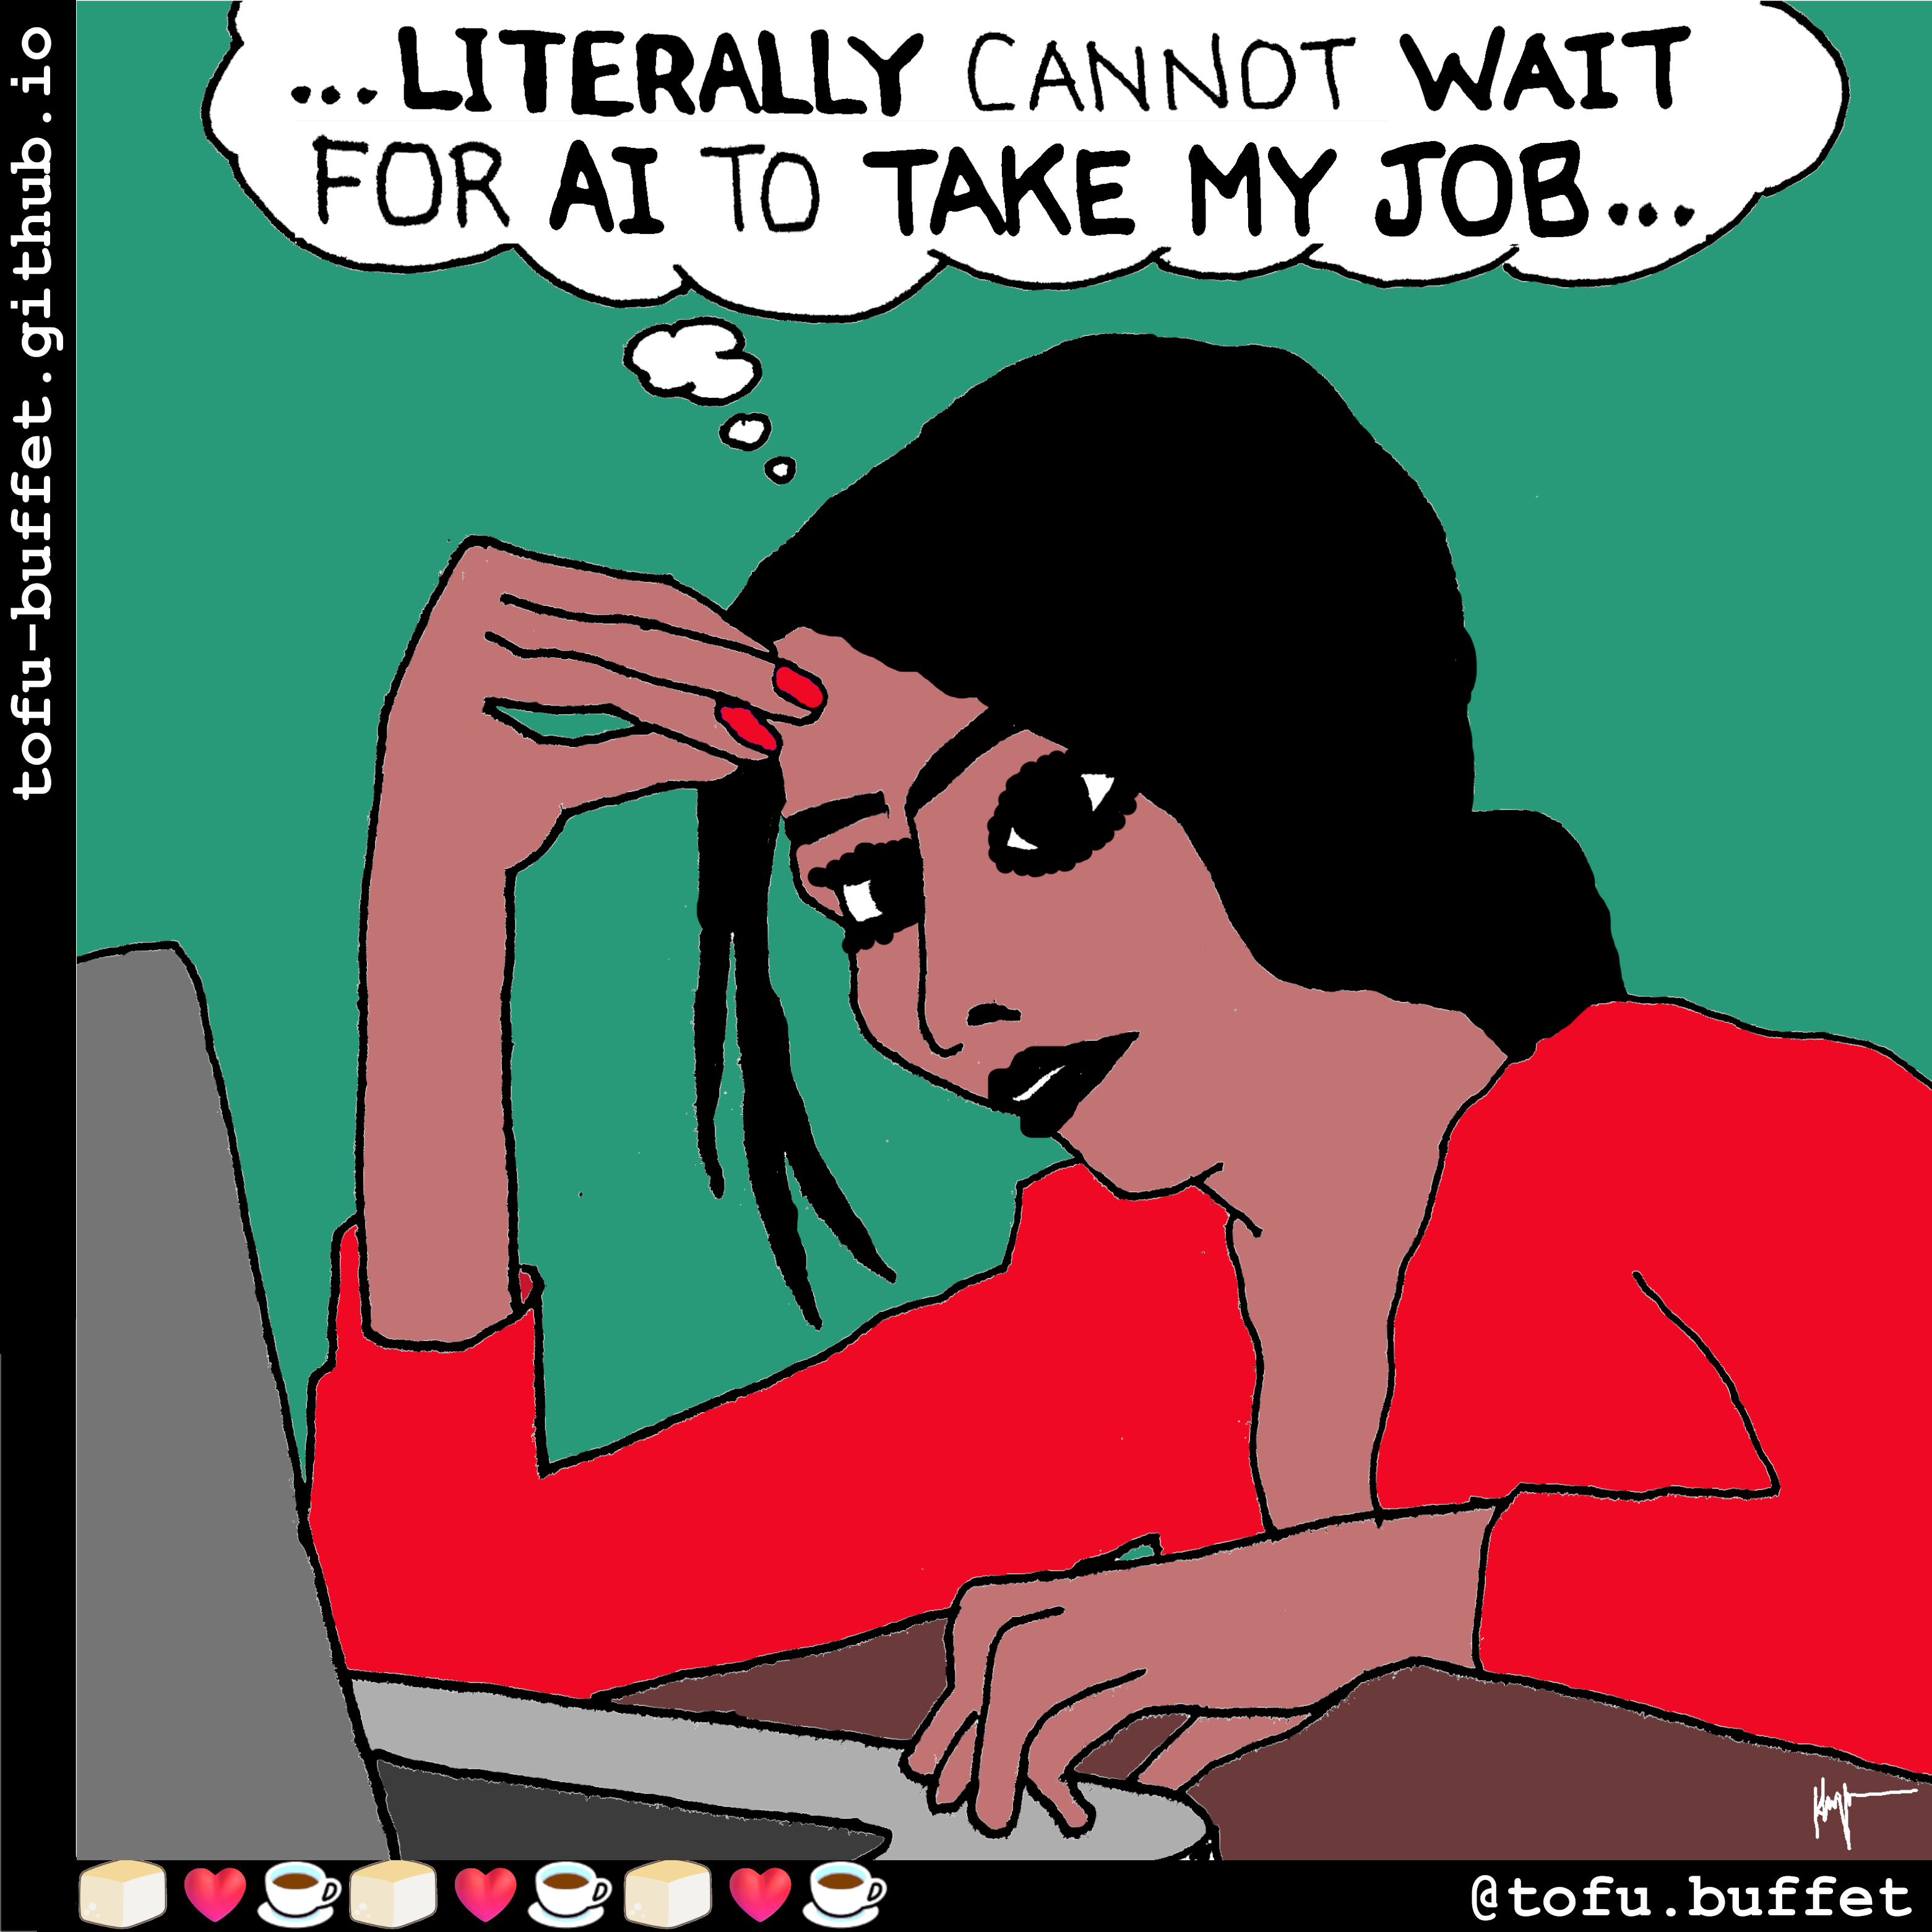 ...LITERALLY CANNOT WAIT
FOR AI TO TAKE MY JOB...
tofu-buffet.github.io
@tofu.buffet